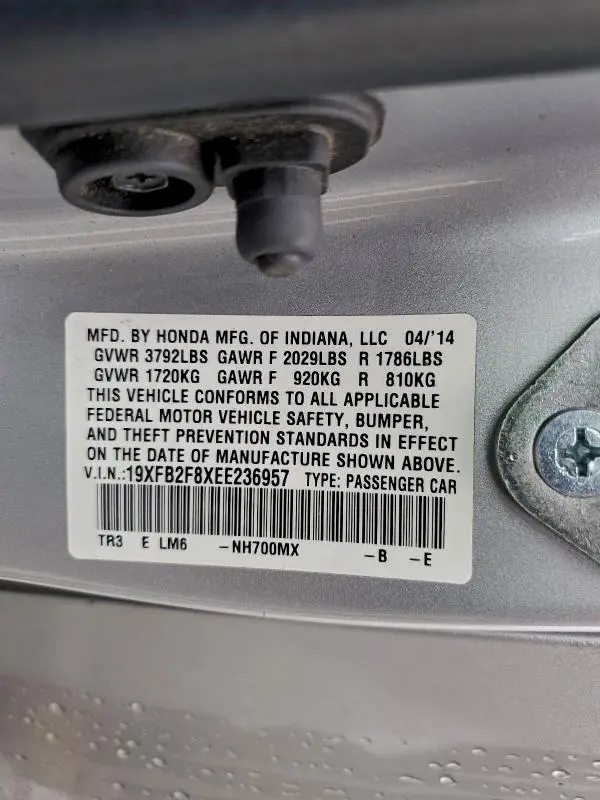 MFD. BY HONDA MFG. OF INDIANA, LLC 04/'14
GVWR 3792LBS GAWR F 2029LBS R 1786LBS
GVWR 1720KG GAWR F 920KG R 810KG
THIS VEHICLE CONFORMS TO ALL APPLICABLE
FEDERAL MOTOR VEHICLE SAFETY, BUMPER,
AND THEFT PREVENTION STANDARDS IN EFFECT
ON THE DATE OF MANUFACTURE SHOWN ABOVE.
V.I.N.:19XFB2F8XEE236957 TYPE: PASSENGER CAR
TR3 E LM6 -NH700MX -B -E